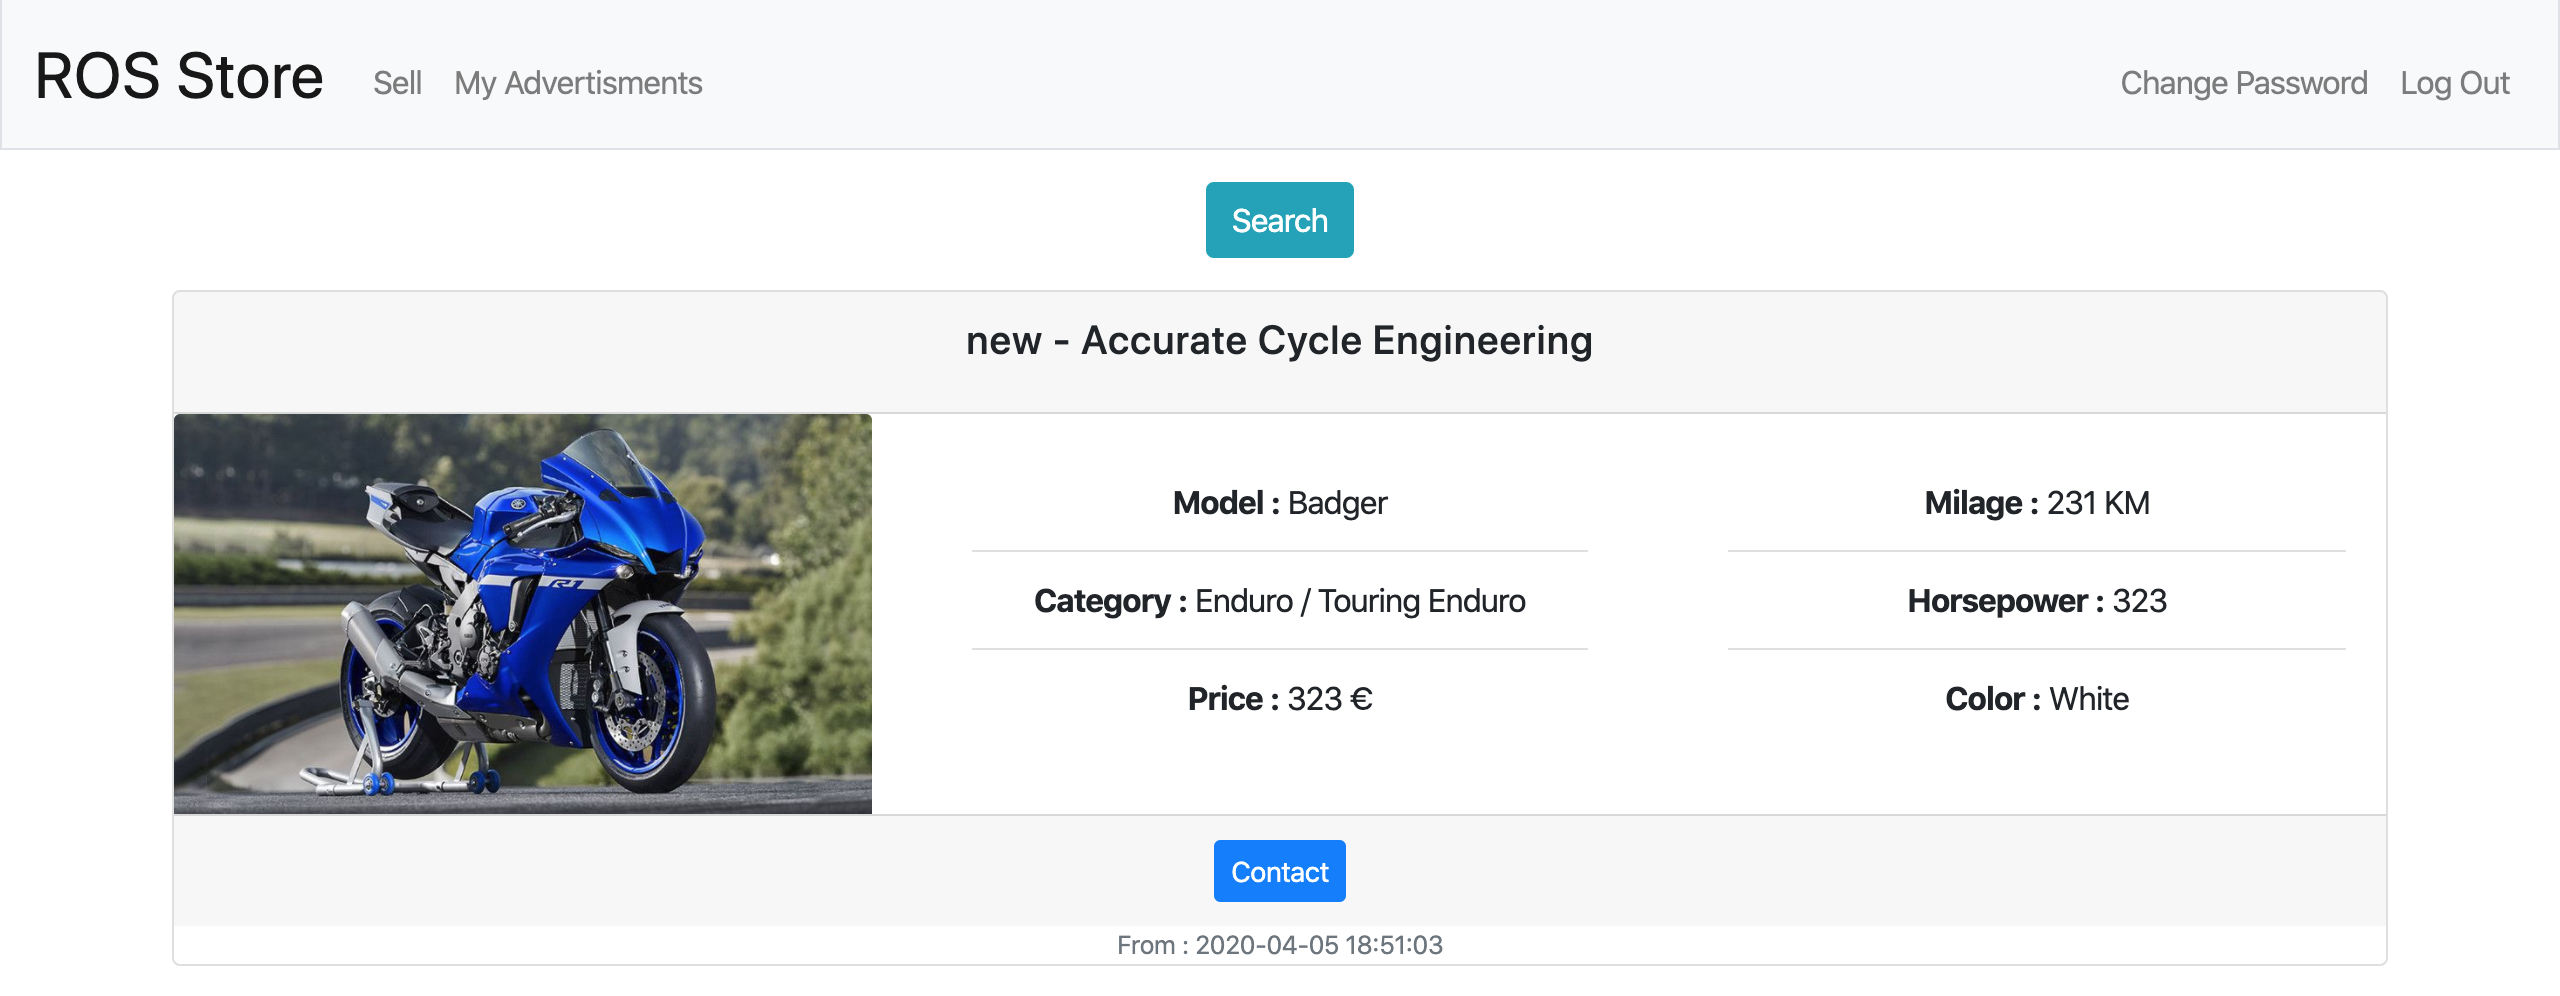 ROS Store Sell My Advertisments Change Password Log Out
Search
new - Accurate Cycle Engineering
R1
Model : Badger
Category : Enduro / Touring Enduro
Price : 323 €
Milage : 231 KM
Horsepower : 323
Color : White
Contact
From : 2020-04-05 18:51:03